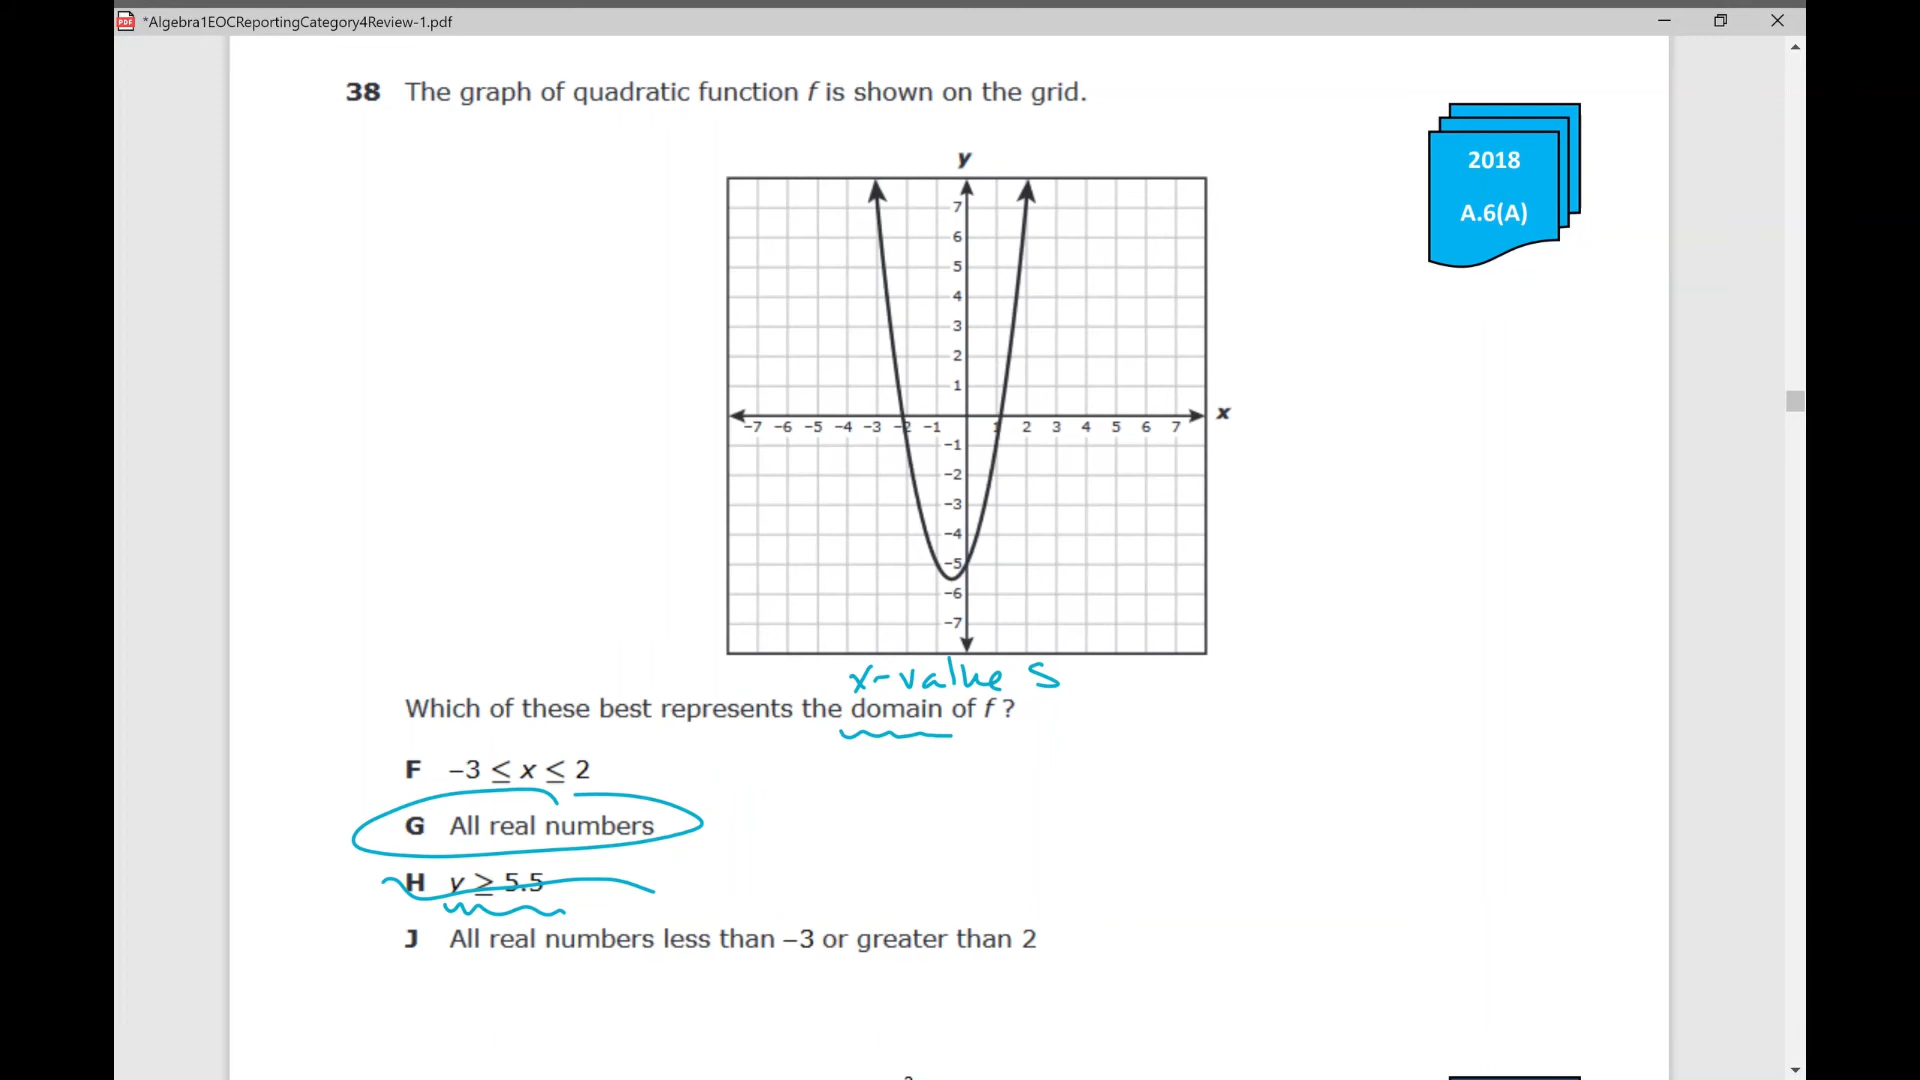 *Algebra1EOCReportingCategory4Review-1.pdf
38 The graph of quadratic function f is shown on the grid.
2018
A.6(A)
y
7
6
5
4
3
2
1
x
−7 −6 −5 −4 −3 −2 −1 1 2 3 4 5 6 7
−1
−2
−3
−4
−5
−6
−7
x-values
Which of these best represents the domain of f ?
F −3 ≤ x ≤ 2
G All real numbers
H y ≥ 5.5
J All real numbers less than −3 or greater than 2